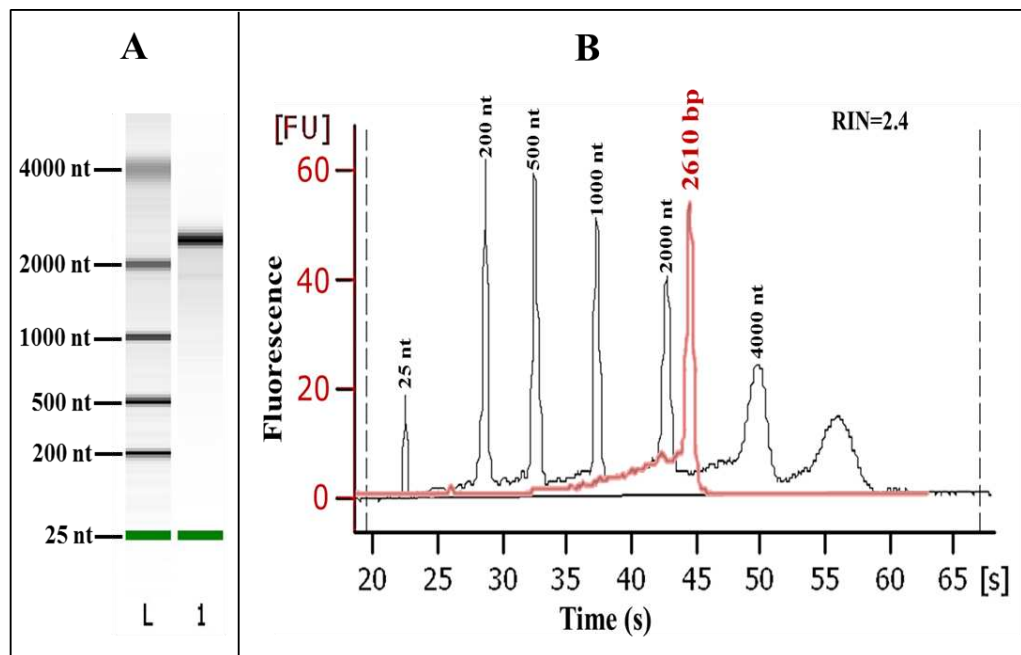 A
4000 nt
2000 nt
1000 nt
500 nt
200 nt
25 nt
L 1
B
RIN=2.4
[FU]
60
40
20
0
Fluorescence
25 nt
200 nt
500 nt
1000 nt
2000 nt
2610 bp
4000 nt
20 25 30 35 40 45 50 55 60 65 [s]
Time (s)